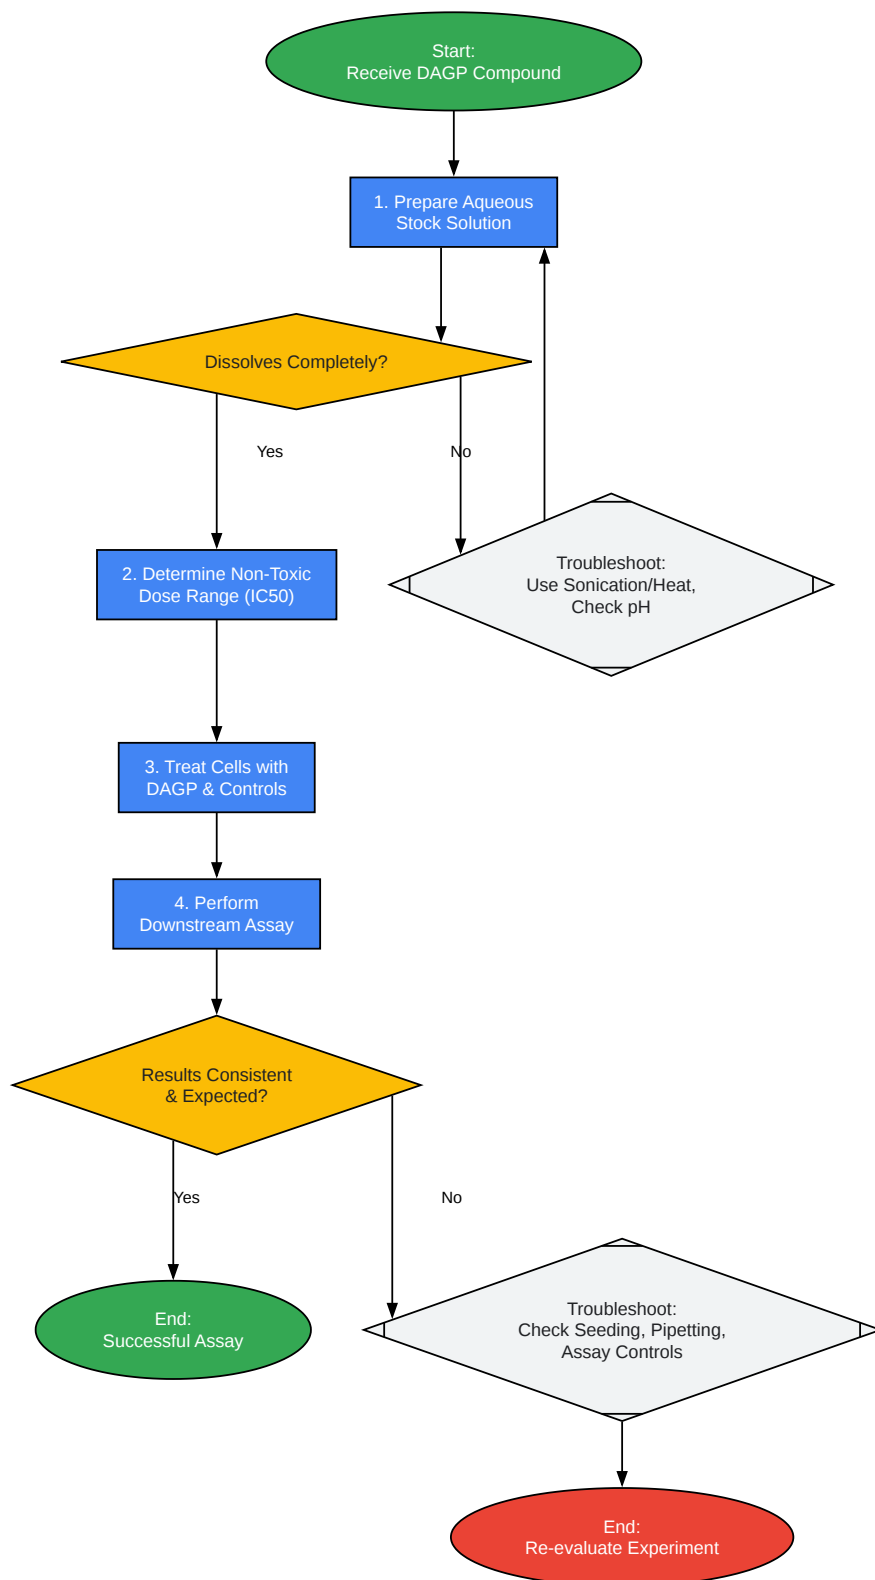 Start:
Receive DAGP Compound
1. Prepare Aqueous
Stock Solution
Dissolves Completely?
Yes
No
Troubleshoot:
Use Sonication/Heat,
Check pH
2. Determine Non-Toxic
Dose Range (IC50)
3. Treat Cells with
DAGP & Controls
4. Perform
Downstream Assay
Results Consistent
& Expected?
Yes
No
End:
Successful Assay
Troubleshoot:
Check Seeding, Pipetting,
Assay Controls
End:
Re-evaluate Experiment